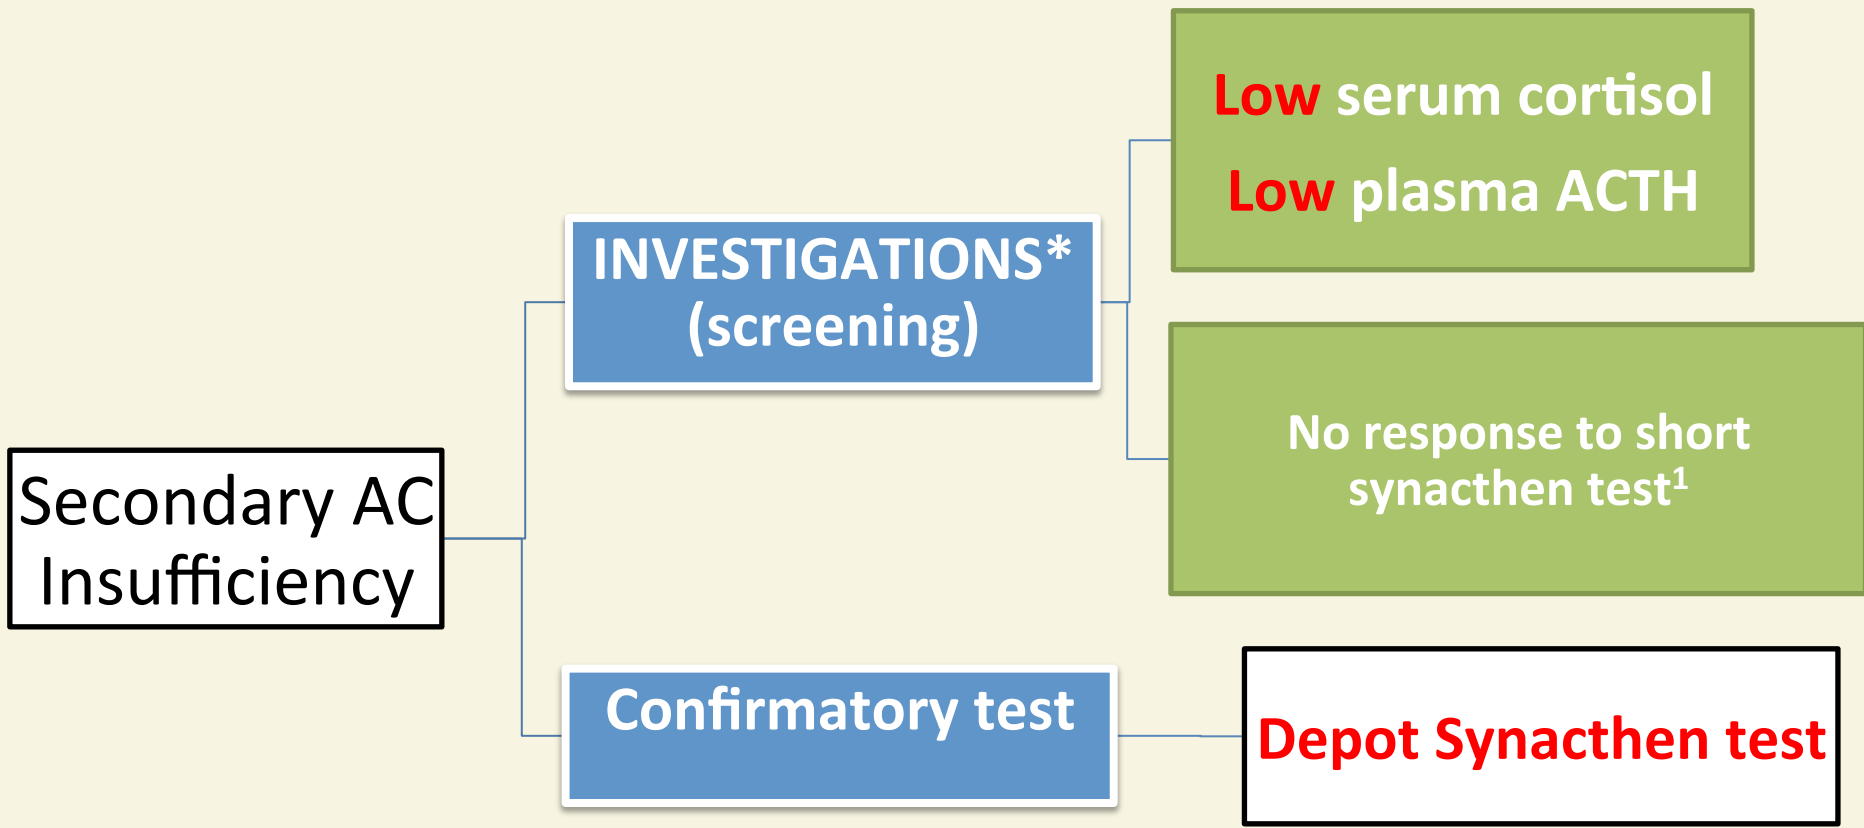 Low serum cortisol
Low plasma ACTH
INVESTIGATIONS*
(screening)
No response to short
synacthen test¹
Secondary AC
Insufficiency
Confirmatory test
Depot Synacthen test